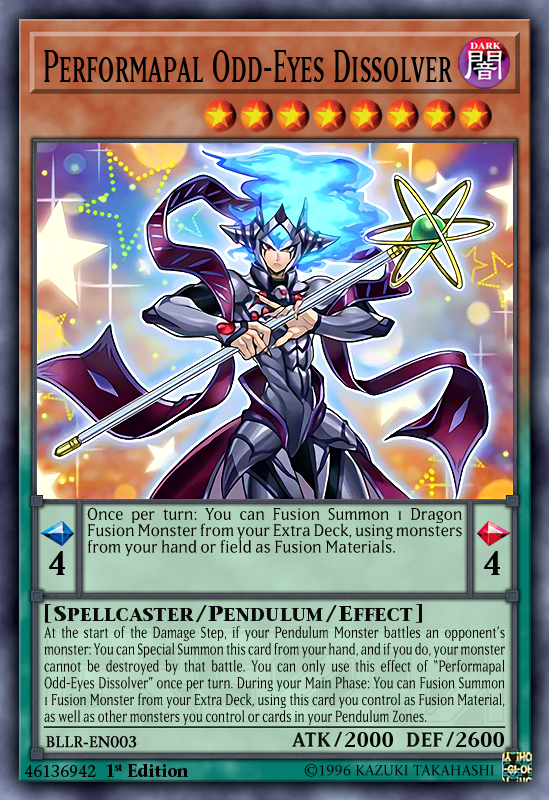 PERFORMAPAL ODD-EYES DISSOLVER
DARK
闇
Once per turn: You can Fusion Summon 1 Dragon
Fusion Monster from your Extra Deck, using monsters
from your hand or field as Fusion Materials.
4
4
[SPELLCASTER/PENDULUM/EFFECT]
At the start of the Damage Step, if your Pendulum Monster battles an opponent's
monster: You can Special Summon this card from your hand, and if you do, your monster
cannot be destroyed by that battle. You can only use this effect of "Performapal
Odd-Eyes Dissolver" once per turn. During your Main Phase: You can Fusion Summon
1 Fusion Monster from your Extra Deck, using this card you control as Fusion Material,
as well as other monsters you control or cards in your Pendulum Zones.
BLLR-EN003
ATK/2000 DEF/2600
46136942 1st Edition
©1996 KAZUKI TAKAHASHI